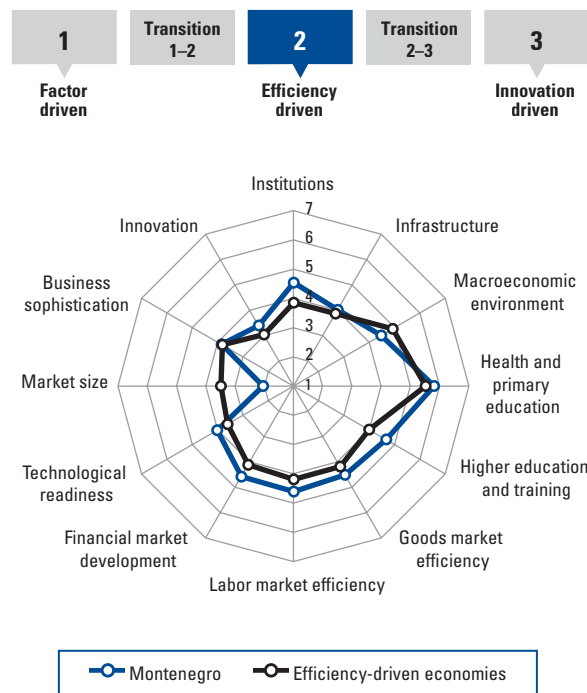 1
Transition
1–2
2
Transition
2–3
3
Factor
driven
Efficiency
driven
Innovation
driven
Institutions
Infrastructure
Macroeconomic
environment
Health and
primary
education
Higher education
and training
Goods market
efficiency
Labor market efficiency
Financial market
development
Technological
readiness
Market size
Business
sophistication
Innovation
7
6
5
4
3
2
1
Montenegro
Efficiency-driven economies